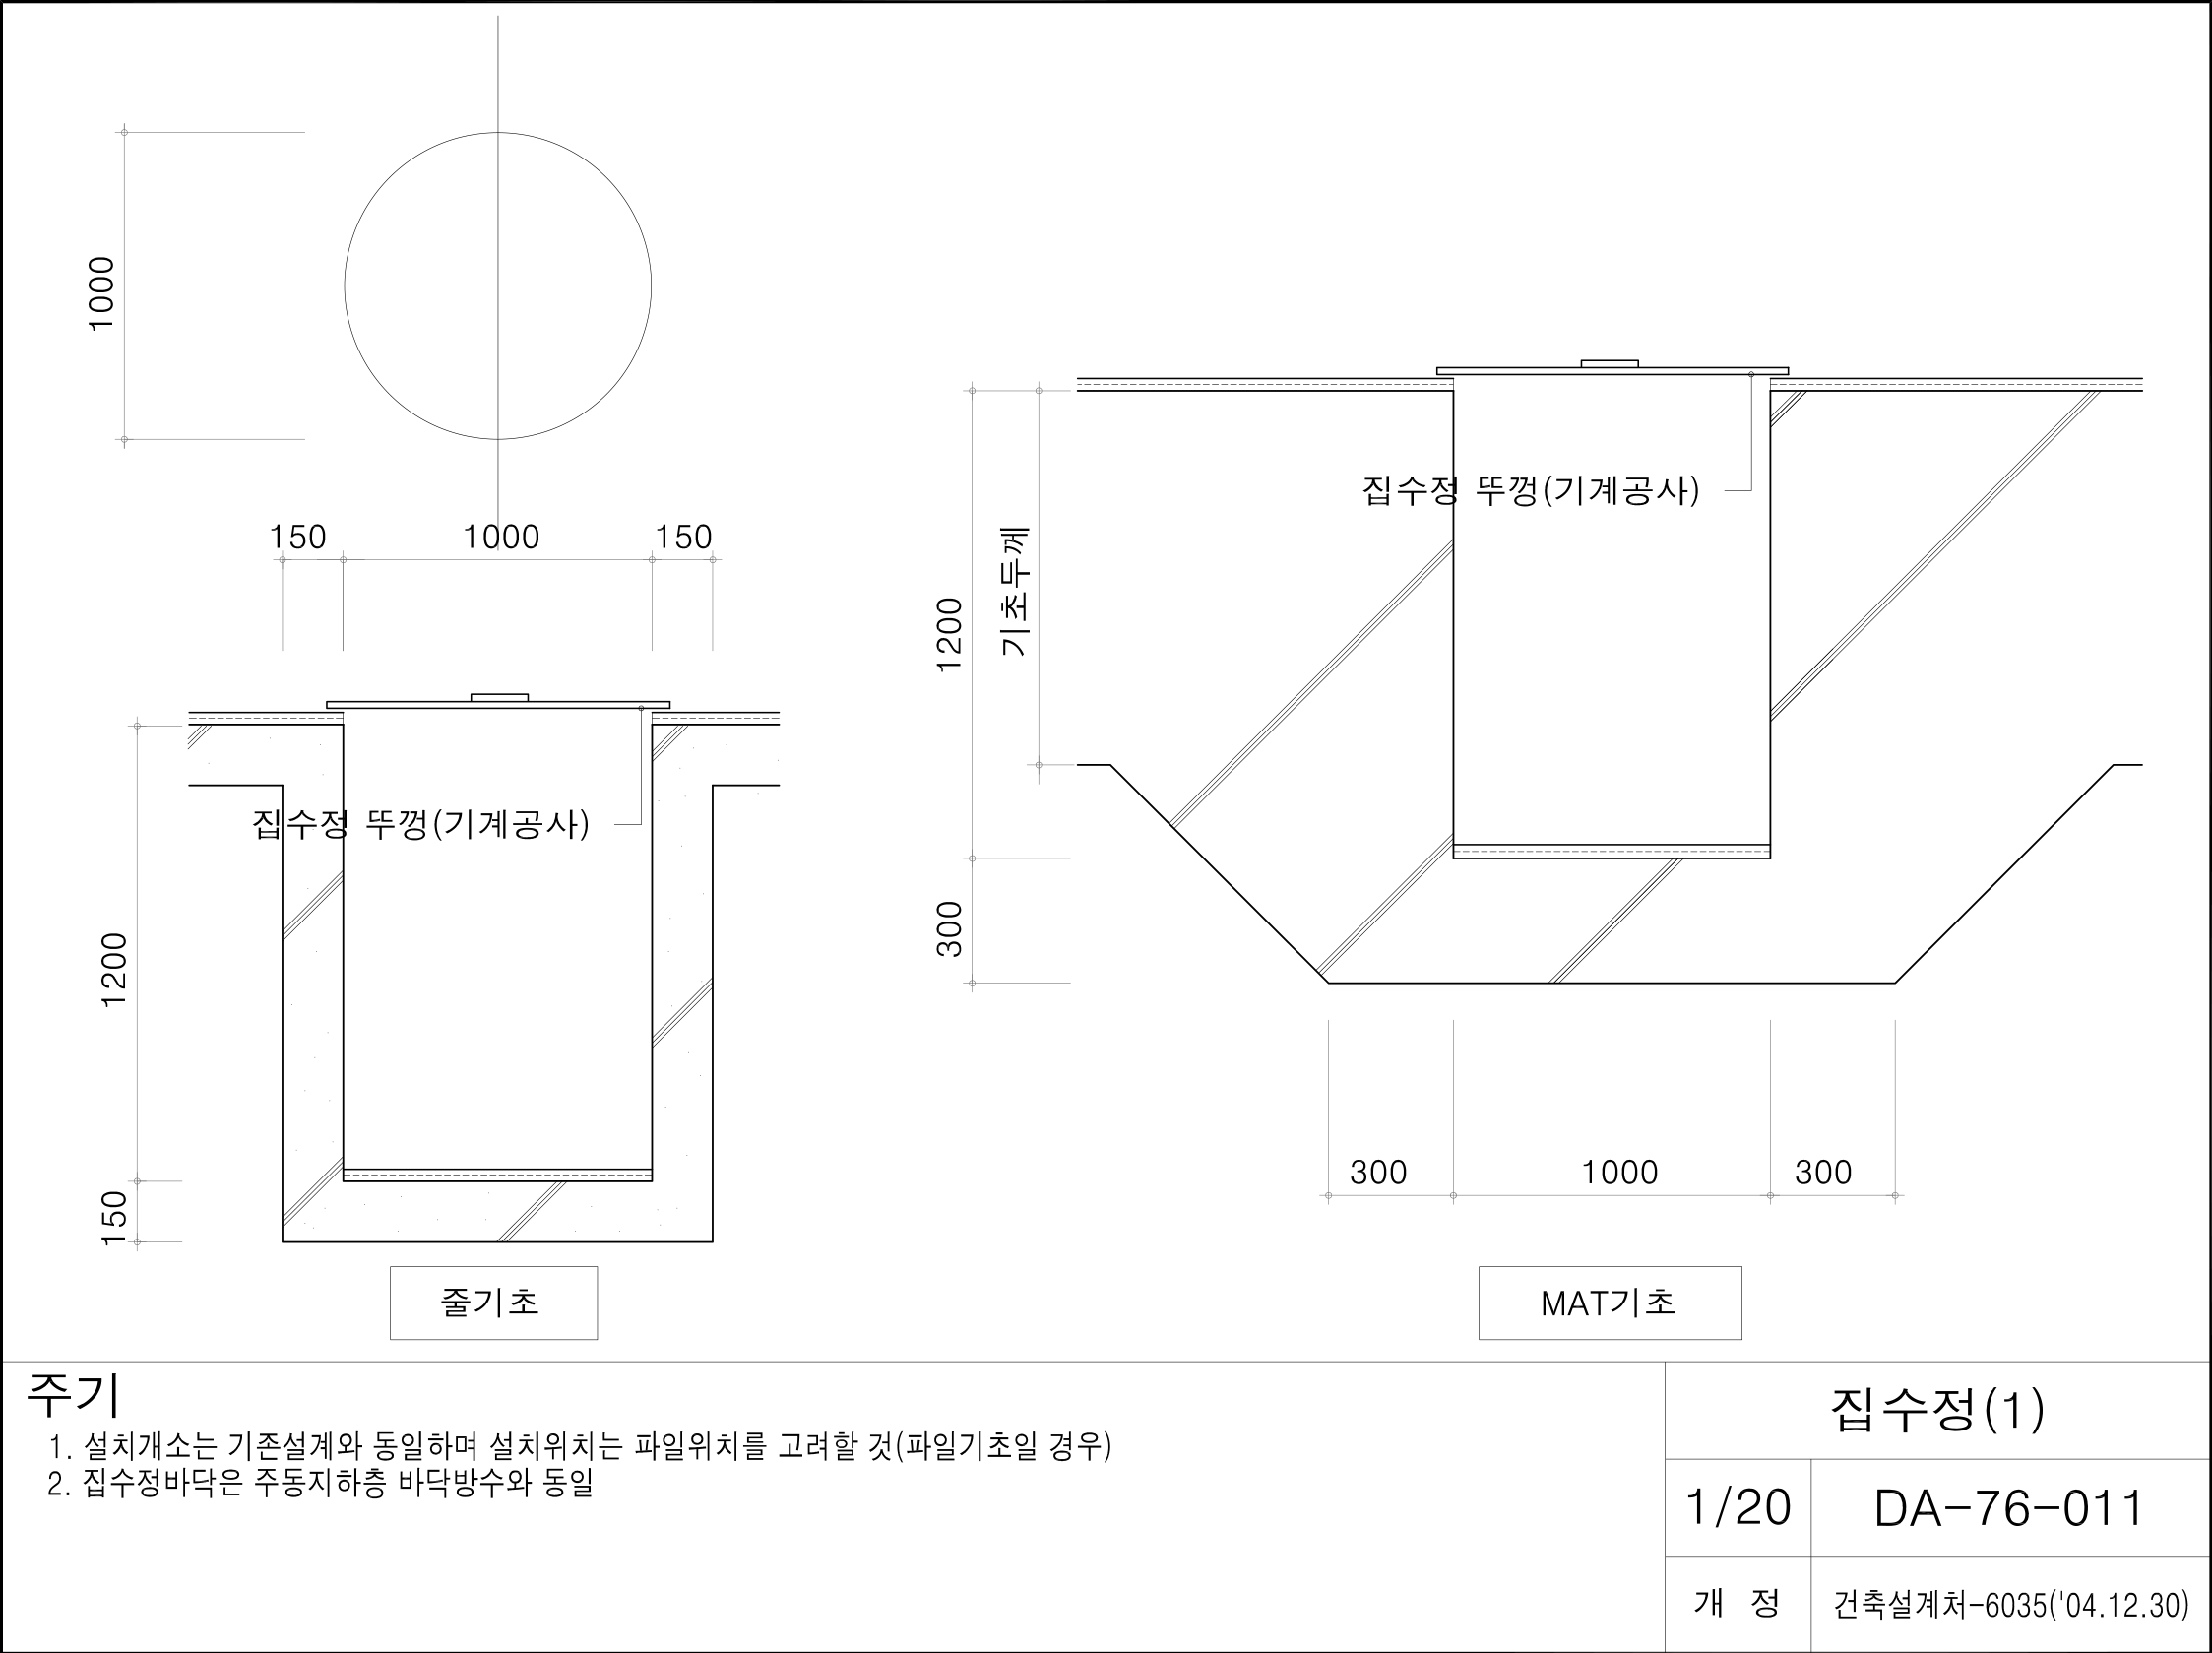 1000
150
1000
150
집수정 뚜껑(기계공사)
1200
150
줄기초
집수정 뚜껑(기계공사)
기초두께
1200
300
300
1000
300
MAT기초
주기
1. 설치개소는 기존설계와 동일하며 설치위치는 파일위치를 고려할 것(파일기초일 경우)
2. 집수정바닥은 주동지하층 바닥방수와 동일
집수정(1)
1/20
DA-76-011
개 정
건축설계처-6035('04.12.30)